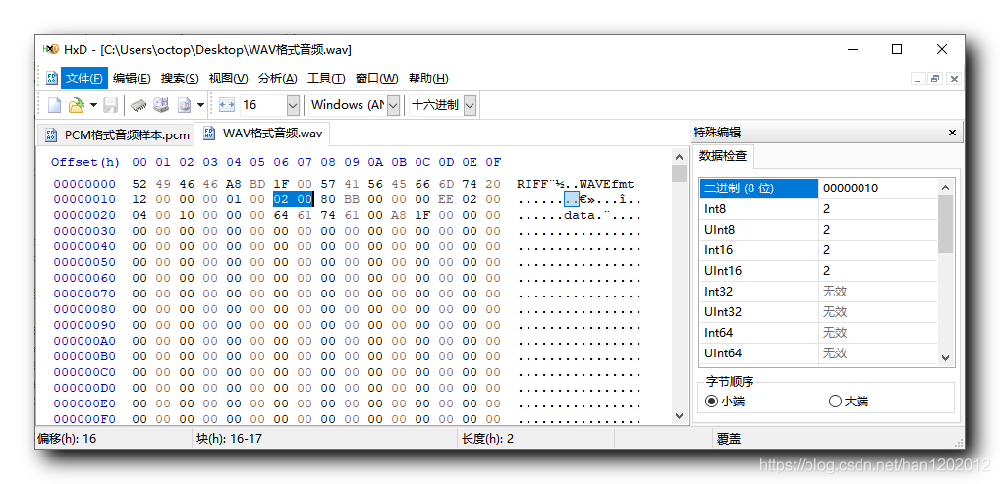 HxD - [C:\Users\octop\Desktop\WAV格式音频.wav]
文件(F) 编辑(E) 搜索(S) 视图(V) 分析(A) 工具(T) 窗口(W) 帮助(H)
16 Windows (AN 十六进制
PCM格式音频样本.pcm WAV格式音频.wav
Offset(h) 00 01 02 03 04 05 06 07 08 09 0A 0B 0C 0D 0E 0F
00000000 52 49 46 46 A8 BD 1F 00 57 41 56 45 66 6D 74 20 RIFF¨½..WAVEfmt
00000010 12 00 00 00 01 00 02 00 80 BB 00 00 00 EE 02 00 ........€»...î..
00000020 04 00 10 00 00 00 64 61 74 61 00 A8 1F 00 00 00 ......data.¨....
00000030 00 00 00 00 00 00 00 00 00 00 00 00 00 00 00 00 ................
00000040 00 00 00 00 00 00 00 00 00 00 00 00 00 00 00 00 ................
00000050 00 00 00 00 00 00 00 00 00 00 00 00 00 00 00 00 ................
00000060 00 00 00 00 00 00 00 00 00 00 00 00 00 00 00 00 ................
00000070 00 00 00 00 00 00 00 00 00 00 00 00 00 00 00 00 ................
00000080 00 00 00 00 00 00 00 00 00 00 00 00 00 00 00 00 ................
00000090 00 00 00 00 00 00 00 00 00 00 00 00 00 00 00 00 ................
000000A0 00 00 00 00 00 00 00 00 00 00 00 00 00 00 00 00 ................
000000B0 00 00 00 00 00 00 00 00 00 00 00 00 00 00 00 00 ................
000000C0 00 00 00 00 00 00 00 00 00 00 00 00 00 00 00 00 ................
000000D0 00 00 00 00 00 00 00 00 00 00 00 00 00 00 00 00 ................
000000E0 00 00 00 00 00 00 00 00 00 00 00 00 00 00 00 00 ................
000000F0 00 00 00 00 00 00 00 00 00 00 00 00 00 00 00 00 ................
特殊编辑
数据检查
二进制 (8 位) 00000010
Int8 2
UInt8 2
Int16 2
UInt16 2
Int32 无效
UInt32 无效
Int64 无效
UInt64 无效
字节顺序
小端 大端
偏移(h): 16 块(h): 16-17 长度(h): 2 覆盖
https://blog.csdn.net/han1202012